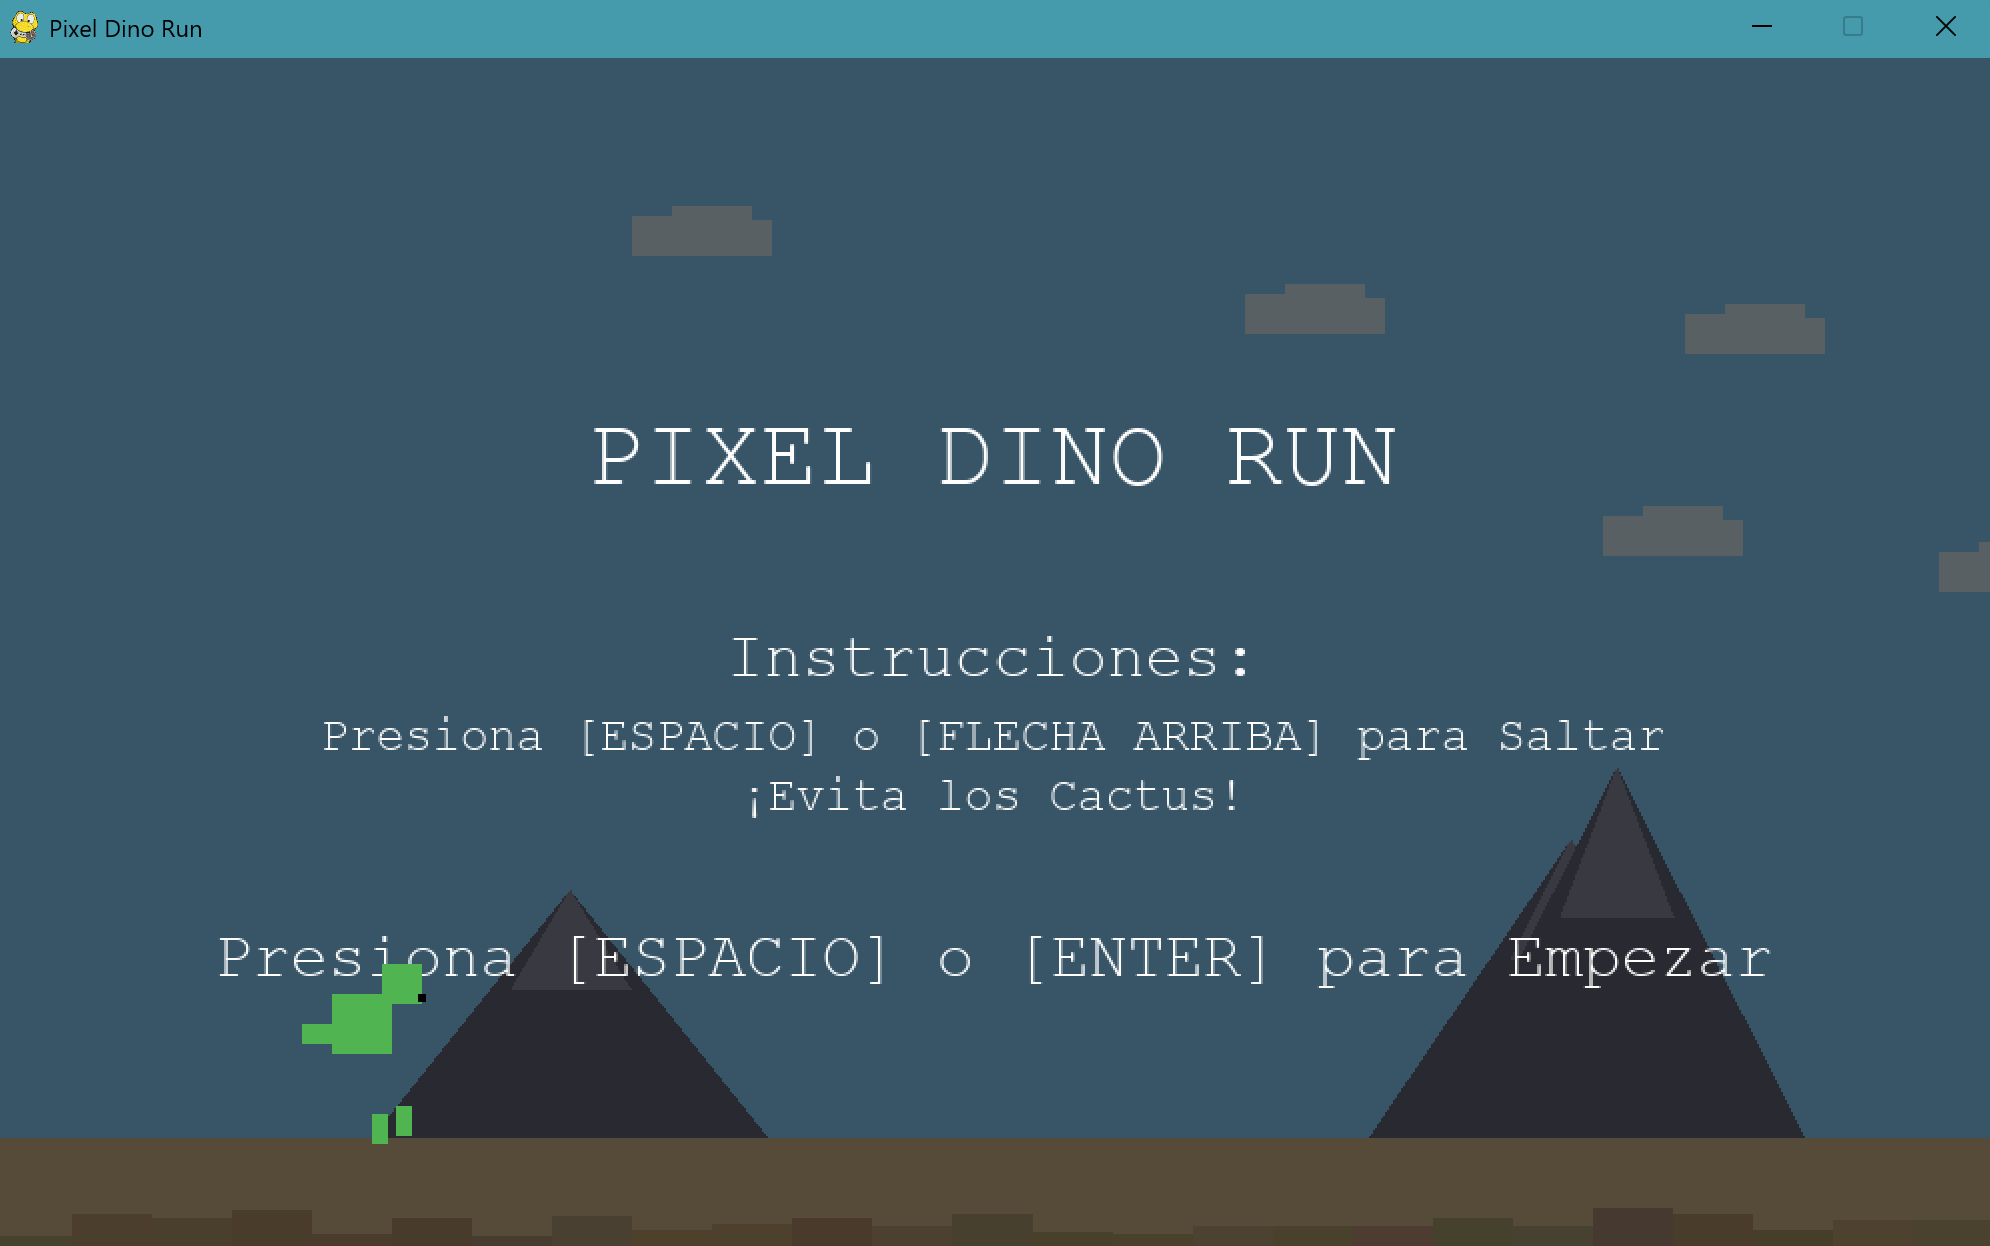 Pixel Dino Run
PIXEL DINO RUN
Instrucciones:
Presiona [ESPACIO] o [FLECHA ARRIBA] para Saltar
¡Evita los Cactus!
Presiona [ESPACIO] o [ENTER] para Empezar